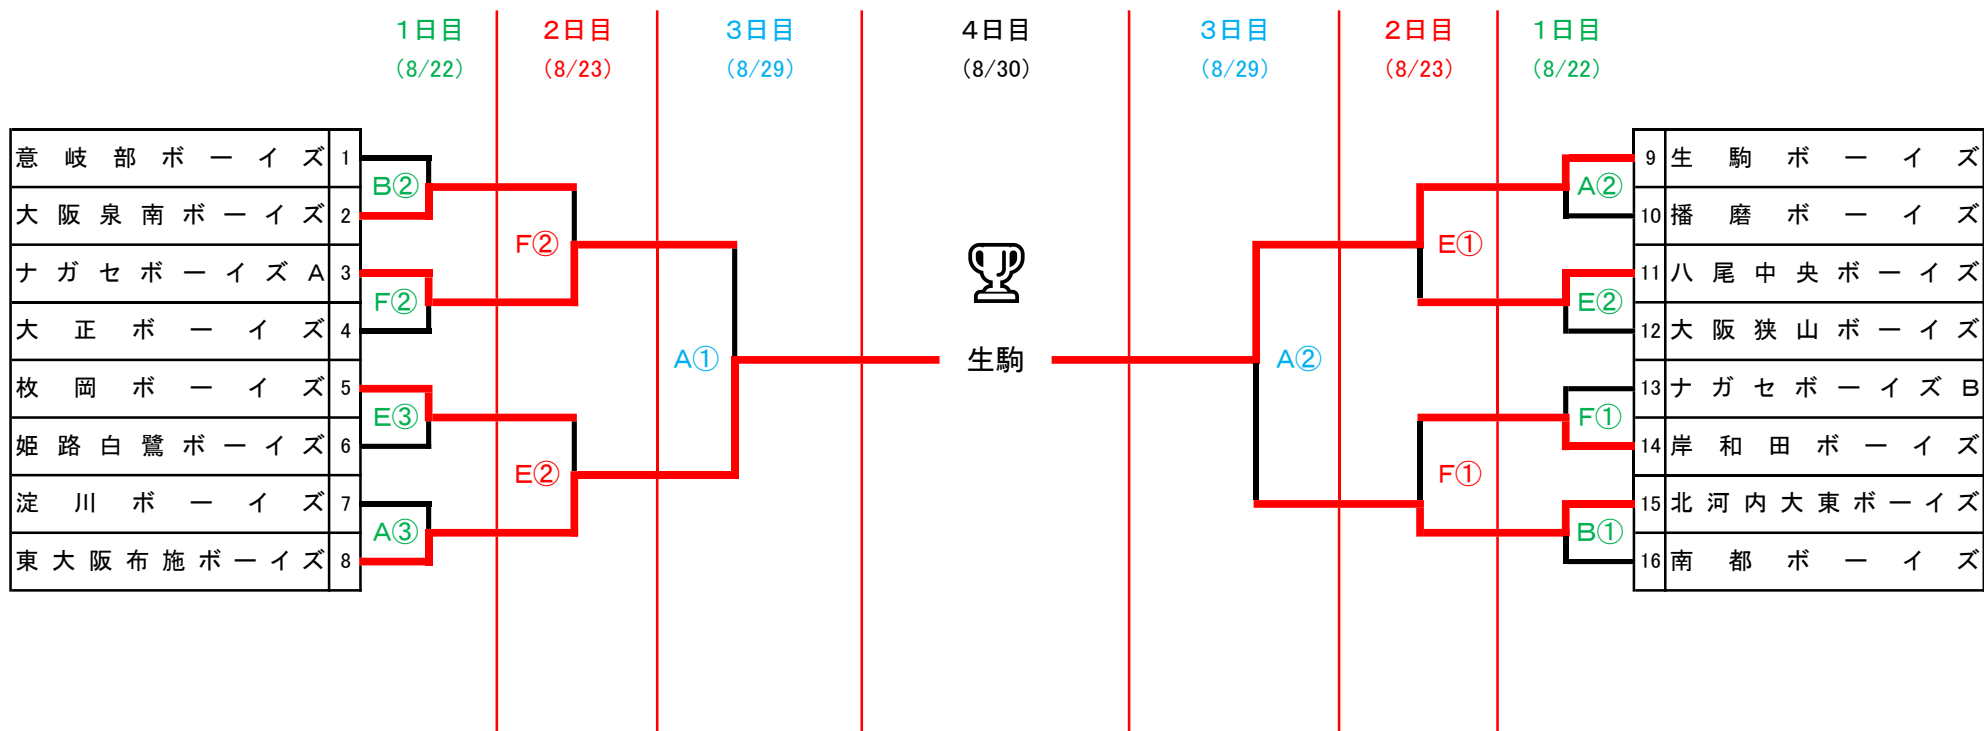 1日目 2日目 3日目 4日目 3日目 2日目 1日目
(8/22) (8/23) (8/29) (8/30) (8/29) (8/23) (8/22)
意岐部ボーイズ 1
大阪泉南ボーイズ 2
ナガセボーイズA 3
大正ボーイズ 4
枚岡ボーイズ 5
姫路白鷺ボーイズ 6
淀川ボーイズ 7
東大阪布施ボーイズ 8
B②
F②
E③
A③
F②
E②
A①
生駒
A②
E①
F①
A②
E②
F①
B①
9 生駒ボーイズ
10 播磨ボーイズ
11 八尾中央ボーイズ
12 大阪狭山ボーイズ
13 ナガセボーイズB
14 岸和田ボーイズ
15 北河内大東ボーイズ
16 南都ボーイズ